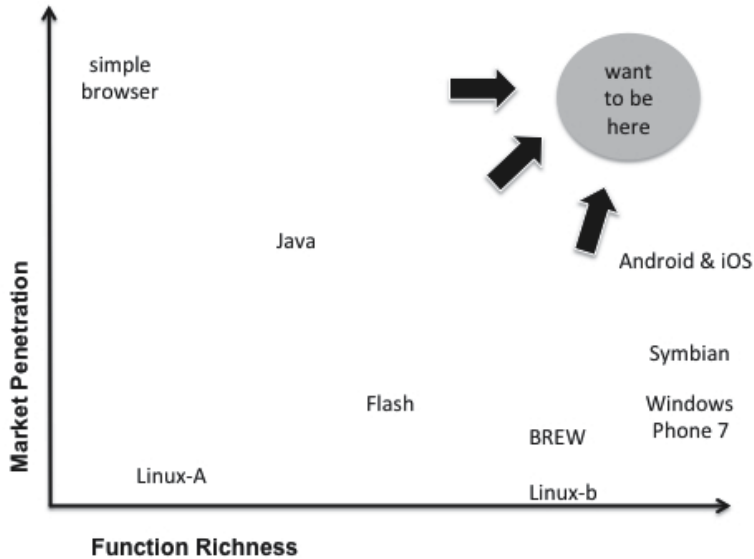 simple
browser
want
to be
here
Java
Android & iOS
Symbian
Flash
Windows
Phone 7
BREW
Linux-A
Linux-b
Market Penetration
Function Richness